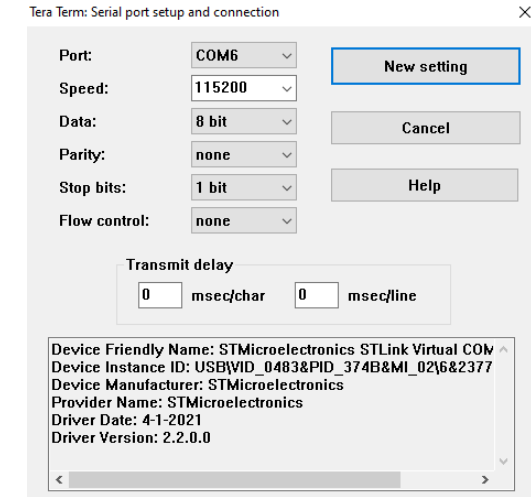 Tera Term: Serial port setup and connection
Port: COM6 New setting
Speed: 115200
Data: 8 bit Cancel
Parity: none
Stop bits: 1 bit Help
Flow control: none
Transmit delay
0 msec/char 0 msec/line
Device Friendly Name: STMicroelectronics STLink Virtual COM
Device Instance ID: USB\VID_0483&PID_374B&MI_02\6&2377
Device Manufacturer: STMicroelectronics
Provider Name: STMicroelectronics
Driver Date: 4-1-2021
Driver Version: 2.2.0.0